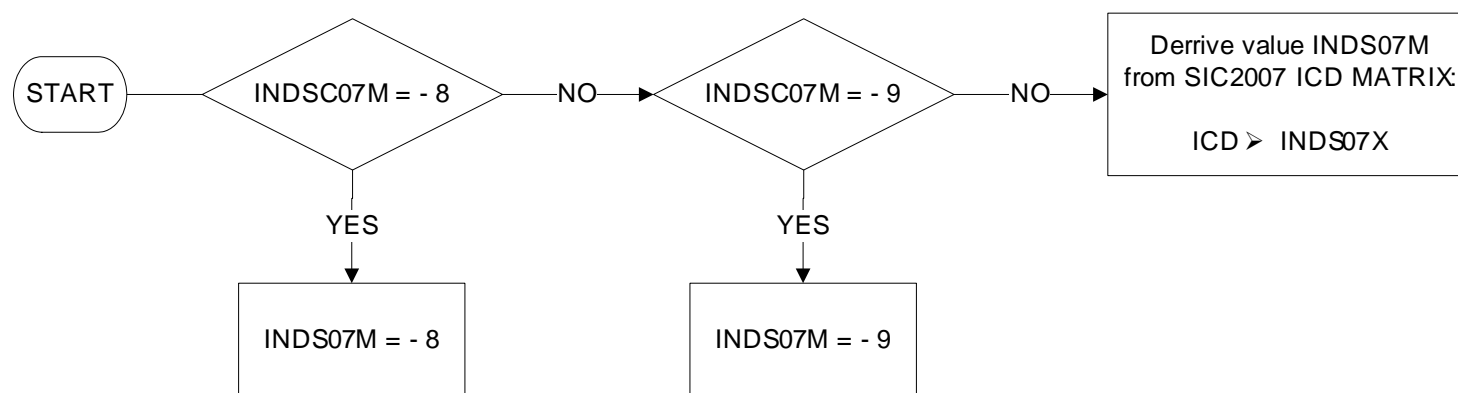 START
INDSC07M = - 8
NO
INDSC07M = - 9
NO
Derrive value INDS07M
from SIC2007 ICD MATRIX:
ICD ➢ INDS07X
YES
YES
INDS07M = - 8
INDS07M = - 9